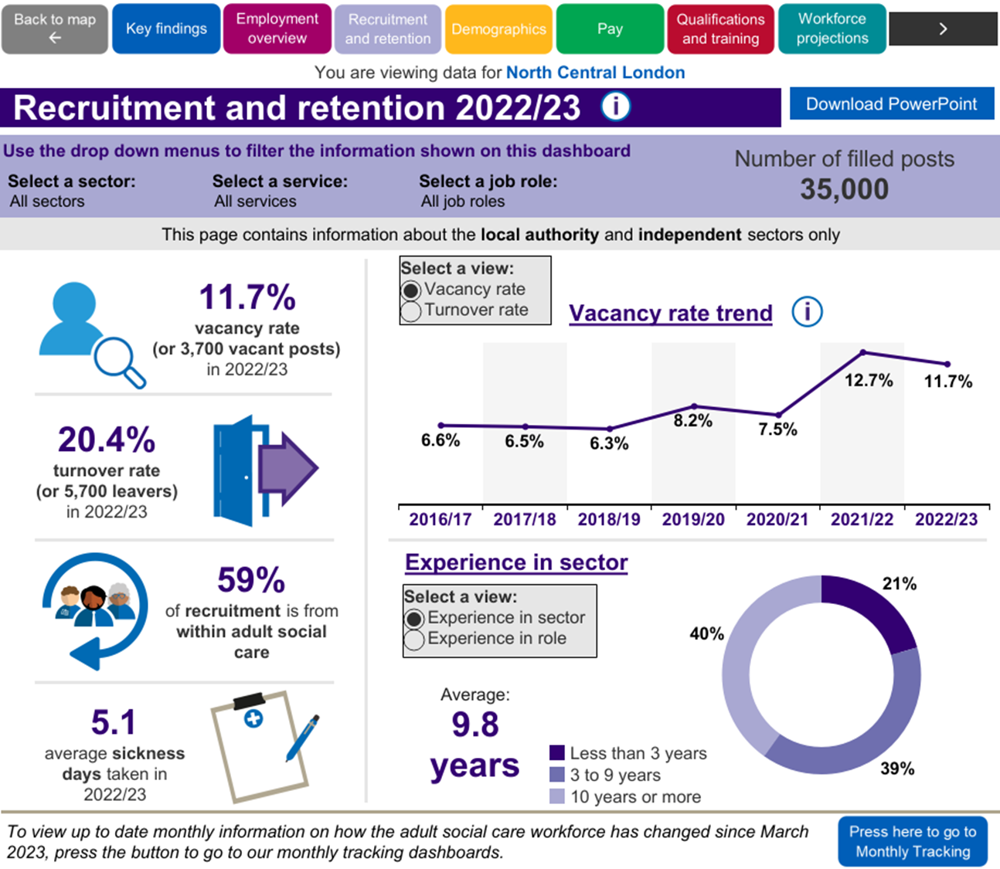 Back to map
←
Key findings
Employment
overview
Recruitment
and retention
Demographics
Pay
Qualifications
and training
Workforce
projections
>
You are viewing data for North Central London
Recruitment and retention 2022/23 i
Download PowerPoint
Use the drop down menus to filter the information shown on this dashboard
Select a sector:
All sectors
Select a service:
All services
Select a job role:
All job roles
Number of filled posts
35,000
This page contains information about the local authority and independent sectors only
11.7%
vacancy rate
(or 3,700 vacant posts)
in 2022/23
20.4%
turnover rate
(or 5,700 leavers)
in 2022/23
59%
of recruitment is from
within adult social
care
5.1
average sickness
days taken in
2022/23
Select a view:
Vacancy rate
Turnover rate
Vacancy rate trend i
6.6%
6.5%
6.3%
8.2%
7.5%
12.7%
11.7%
2016/17 2017/18 2018/19 2019/20 2020/21 2021/22 2022/23
Experience in sector
Select a view:
Experience in sector
Experience in role
Average:
9.8
years
Less than 3 years
3 to 9 years
10 years or more
21%
40%
39%
To view up to date monthly information on how the adult social care workforce has changed since March
2023, press the button to go to our monthly tracking dashboards.
Press here to go to
Monthly Tracking